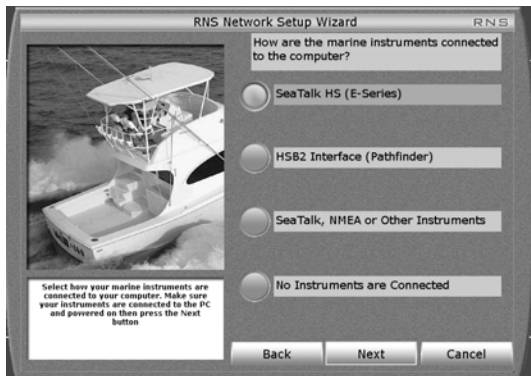 RNS Network Setup Wizard
RNS
How are the marine instruments connected
to the computer?
SeaTalk HS (E-Series)
HSB2 Interface (Pathfinder)
SeaTalk, NMEA or Other Instruments
No Instruments are Connected
Select how your marine instruments are
connected to your computer. Make sure
your instruments are connected to the PC
and powered on then press the Next
button
Back
Next
Cancel